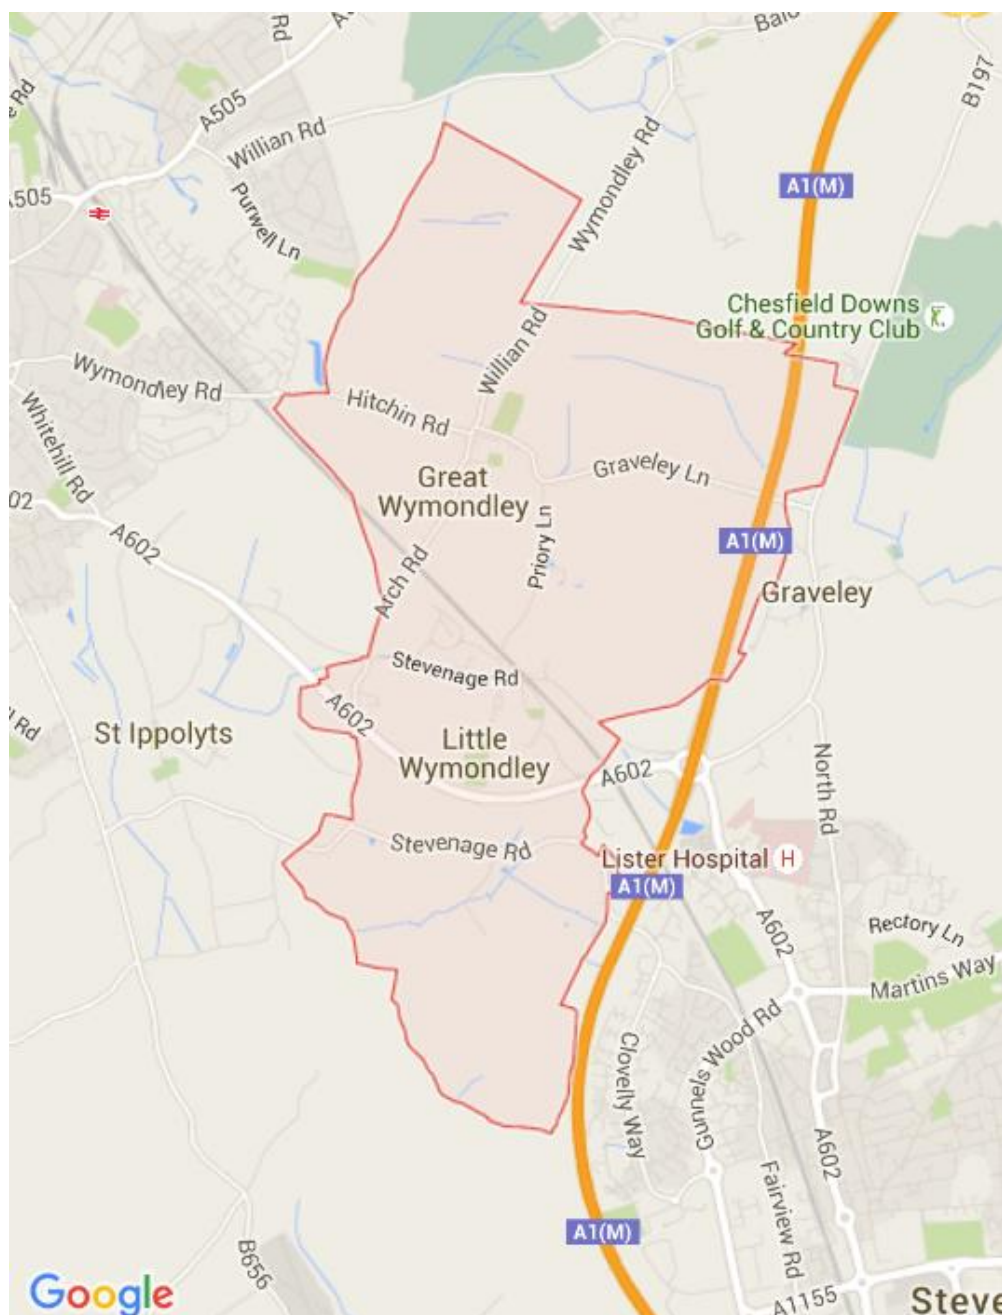 Rd
A505
Willian Rd
Purwell Ln
A505
Wymondley Rd
B197
A1(M)
Chesfield Downs
Golf & Country Club
Willian Rd
Wymondley Rd
Hitchin Rd
Whitehill Rd
Graveley Ln
Great
Wymondley
Priory Ln
A1(M)
A602
Arch Rd
Graveley
Stevenage Rd
A602
St Ippolyts
Little
Wymondley
A602
North Rd
Stevenage Rd
Lister Hospital H
A1(M)
A602
Rectory Ln
Martins Way
Gunnels Wood Rd
Clovelly Way
A602
Fairview Rd
A1(M)
B656
Google
A1155
Steve